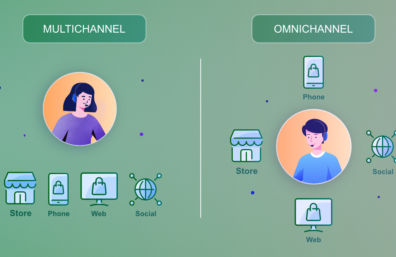 MULTICHANNEL
Store
Phone
Web
Social
OMNICHANNEL
Phone
Store
Social
Web